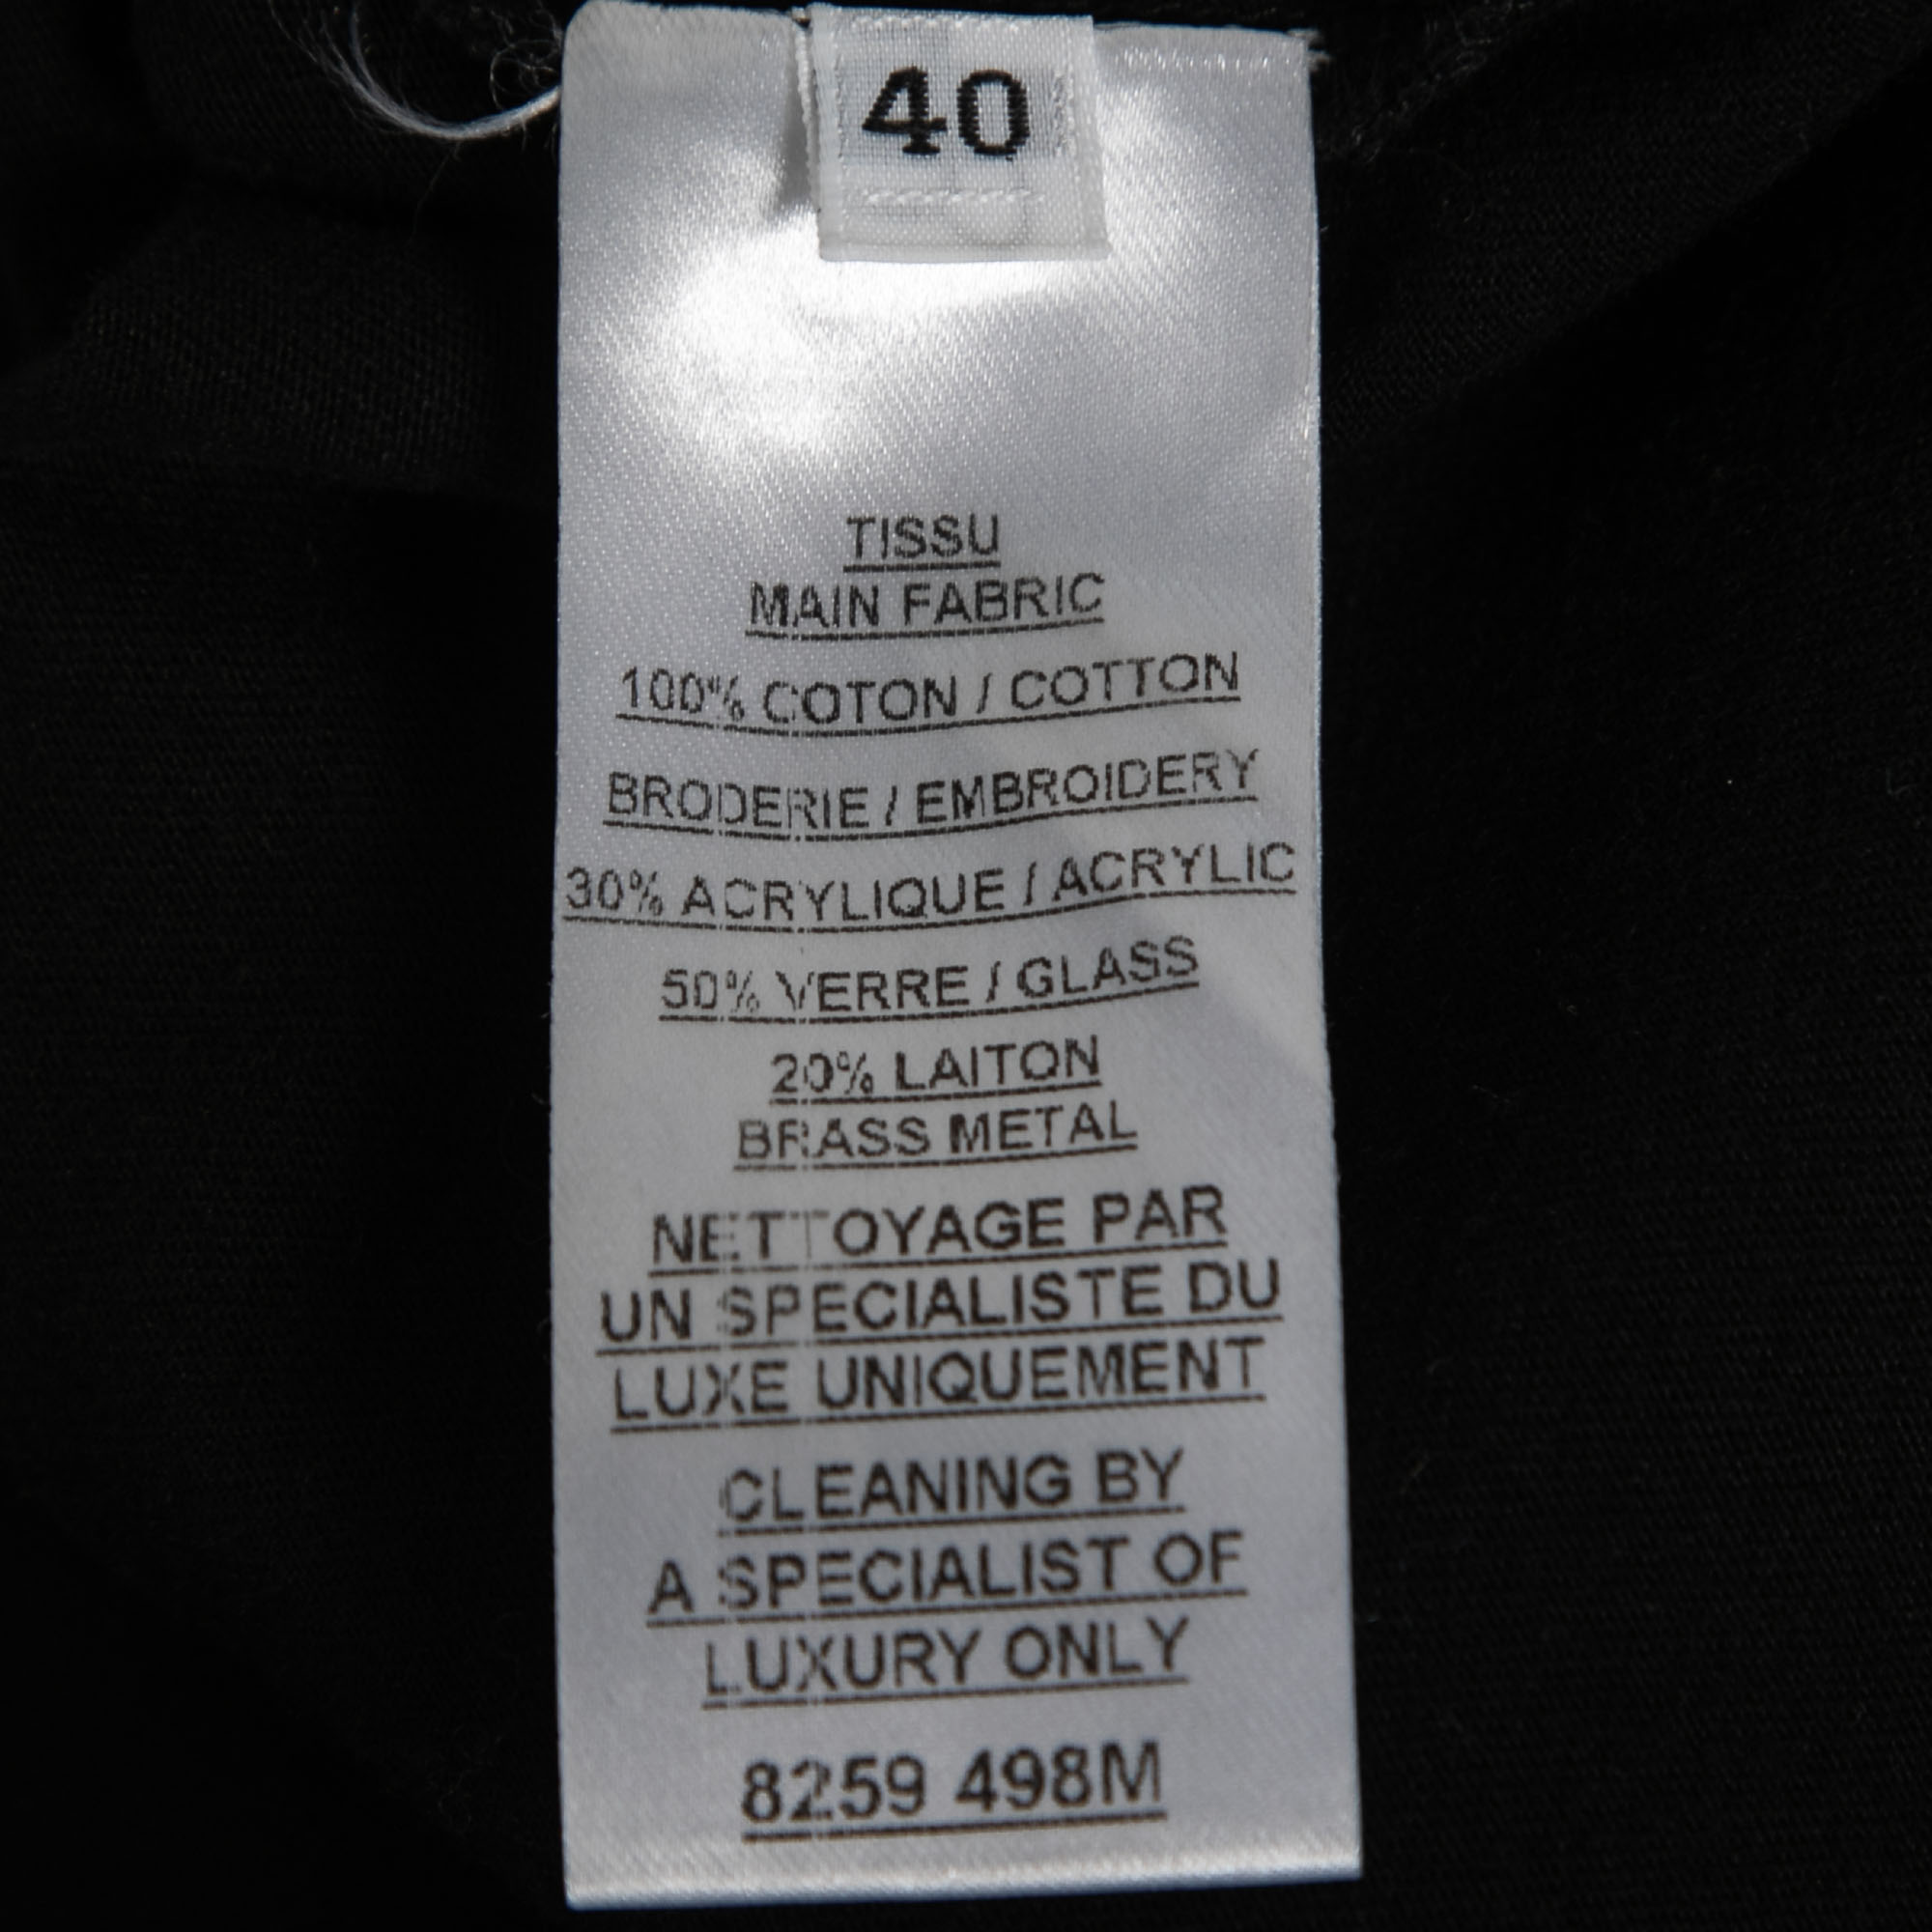 40
TISSU
MAIN FABRIC
100% COTON / COTTON
BRODERIE / EMBROIDERY
30% ACRYLIQUE / ACRYLIC
50% VERRE / GLASS
20% LAITON
BRASS METAL
NETTOYAGE PAR
UN SPECIALISTE DU
LUXE UNIQUEMENT
CLEANING BY
A SPECIALIST OF
LUXURY ONLY
8259 498M